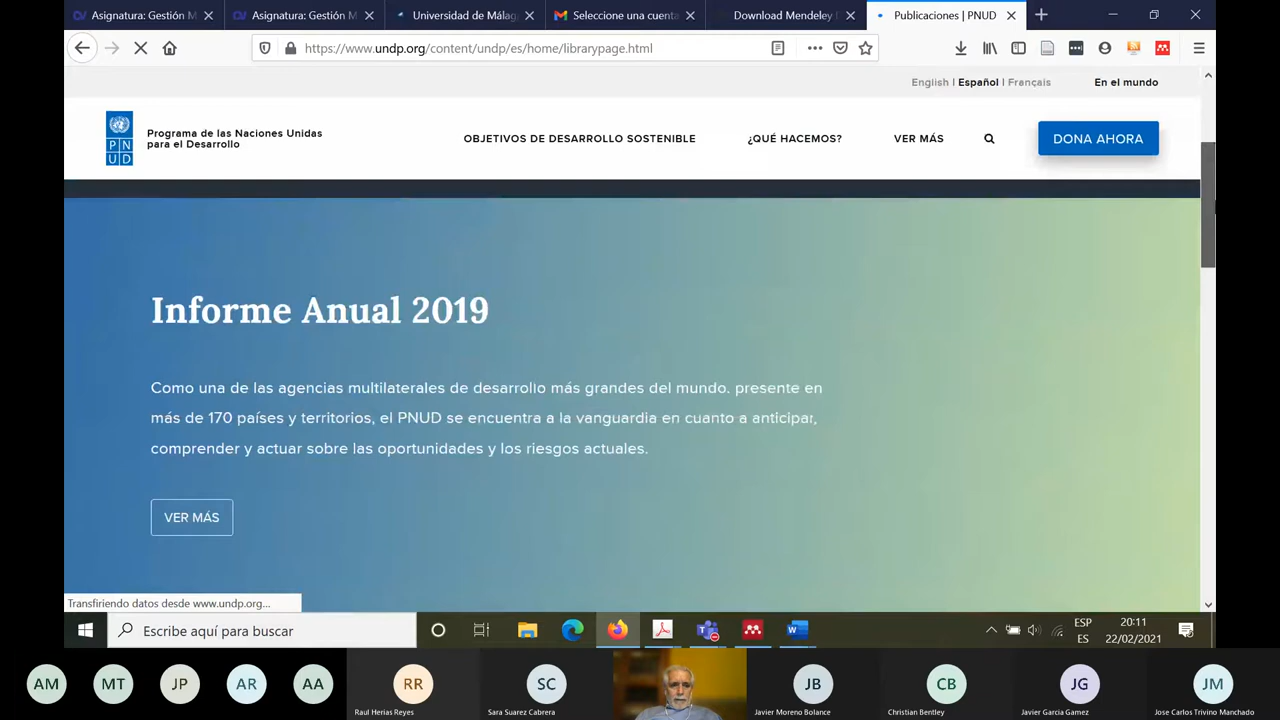 Asignatura: Gestión M
Asignatura: Gestión M
Universidad de Málag
Seleccione una cuenta
Download Mendeley
Publicaciones | PNUD
https://www.undp.org/content/undp/es/home/librarypage.html
English | Español | Français
En el mundo
PNUD
Programa de las Naciones Unidas
para el Desarrollo
OBJETIVOS DE DESARROLLO SOSTENIBLE
¿QUÉ HACEMOS?
VER MÁS
DONA AHORA
Informe Anual 2019
Como una de las agencias multilaterales de desarrollo más grandes del mundo. presente en
más de 170 países y territorios, el PNUD se encuentra a la vanguardia en cuanto a anticipar,
comprender y actuar sobre las oportunidades y los riesgos actuales.
VER MÁS
Transfiriendo datos desde www.undp.org...
Escribe aquí para buscar
ESP
ES
20:11
22/02/2021
AM
MT
JP
AR
AA
RR
SC
JB
CB
JG
JM
Raul Herias Reyes
Sara Suarez Cabrera
Javier Moreno Bolance
Christian Bentley
Javier Garcia Gamez
Jose Carlos Trivino Manchado